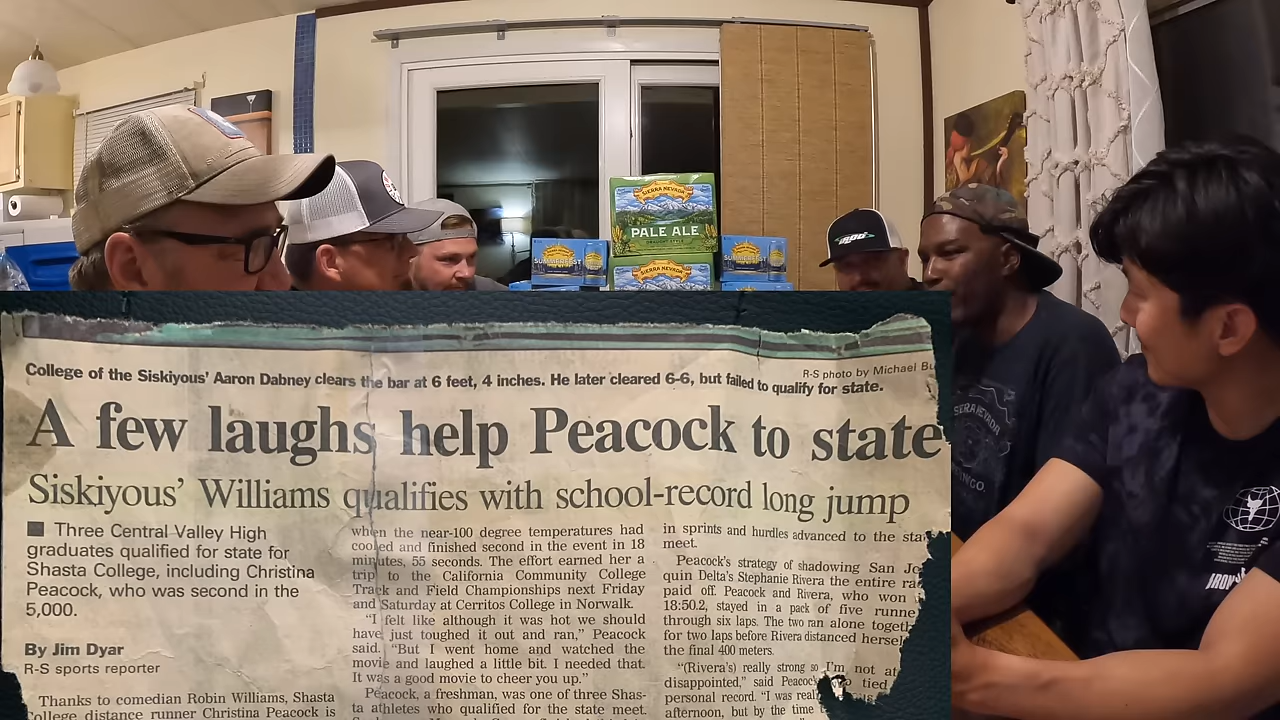 SIERRA NEVADA
PALE ALE
SUMMERFEST
SUMMERFEST
SIERRA NEVADA
SIERRA NEVADA
College of the Siskiyous' Aaron Dabney clears the bar at 6 feet, 4 inches. He later cleared 6-6, but failed to qualify for state.
R-S photo by Michael Bu
A few laughs help Peacock to state
Siskiyous' Williams qualifies with school-record long jump
■ Three Central Valley High
graduates qualified for state for
Shasta College, including Christina
Peacock, who was second in the
5,000.
By Jim Dyar
R-S sports reporter
Thanks to comedian Robin Williams, Shasta
College distance runner Christina Peacock is
when the near-100 degree temperatures had
cooled and finished second in the event in 18
minutes, 55 seconds. The effort earned her a
trip to the California Community College
Track and Field Championships next Friday
and Saturday at Cerritos College in Norwalk.
"I felt like although it was hot we should
have just toughed it out and ran," Peacock
said. "But I went home and watched the
movie and laughed a little bit. I needed that.
It was a good movie to cheer you up."
Peacock, a freshman, was one of three Shas-
ta athletes who qualified for the state meet.
in sprints and hurdles advanced to the sta
meet.
Peacock's strategy of shadowing San Jo
quin Delta's Stephanie Rivera the entire ra
paid off. Peacock and Rivera, who won
18:50.2, stayed in a pack of five runne
through six laps. The two ran alone togeth
for two laps before Rivera distanced hersel
the final 400 meters.
"(Rivera's) really strong so I'm not at
disappointed," said Peacock, who tied
personal record. "I was real
afternoon, but by the time